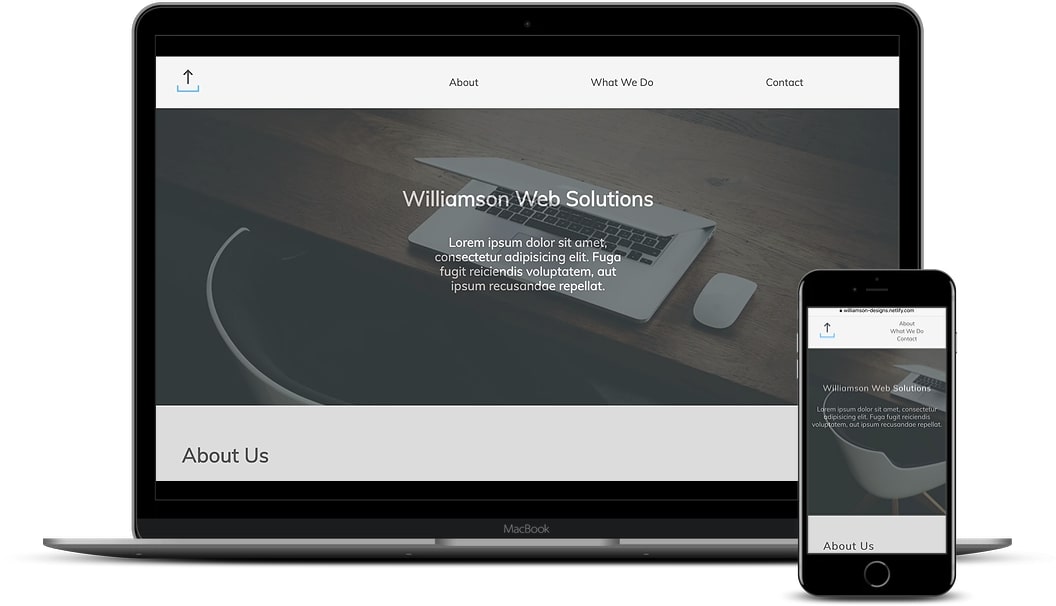 About What We Do Contact
Williamson Web Solutions
Lorem ipsum dolor sit amet,
consectetur adipisicing elit. Fuga
fugit reiciendis voluptatem, aut
ipsum recusandae repellat.
About Us
MacBook
williamson-designs.netlify.com
About
What We Do
Contact
Williamson Web Solutions
Lorem ipsum dolor sit amet, consectetur
adipisicing elit. Fuga fugit reiciendis
voluptatem, aut ipsum recusandae repellat.
About Us